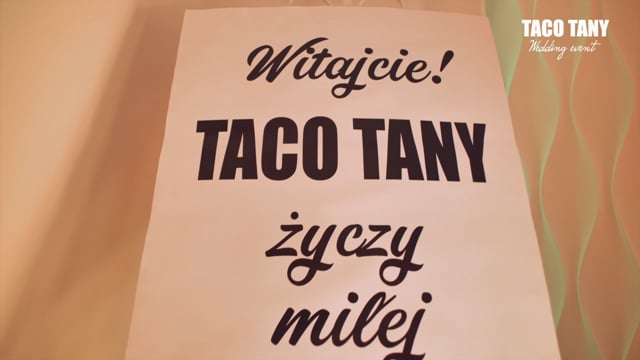 TACO TANY
Wedding event
Witajcie!
TACO TANY
życzy
miłej